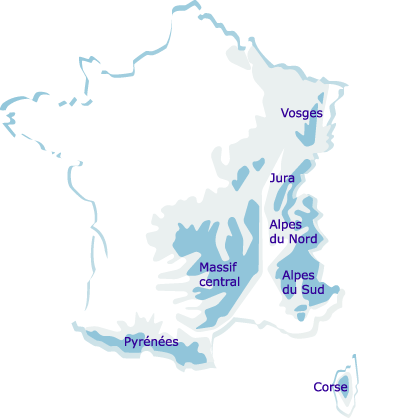 Vosges
Jura
Alpes
du Nord
Massif
central
Alpes
du Sud
Pyrénées
Corse